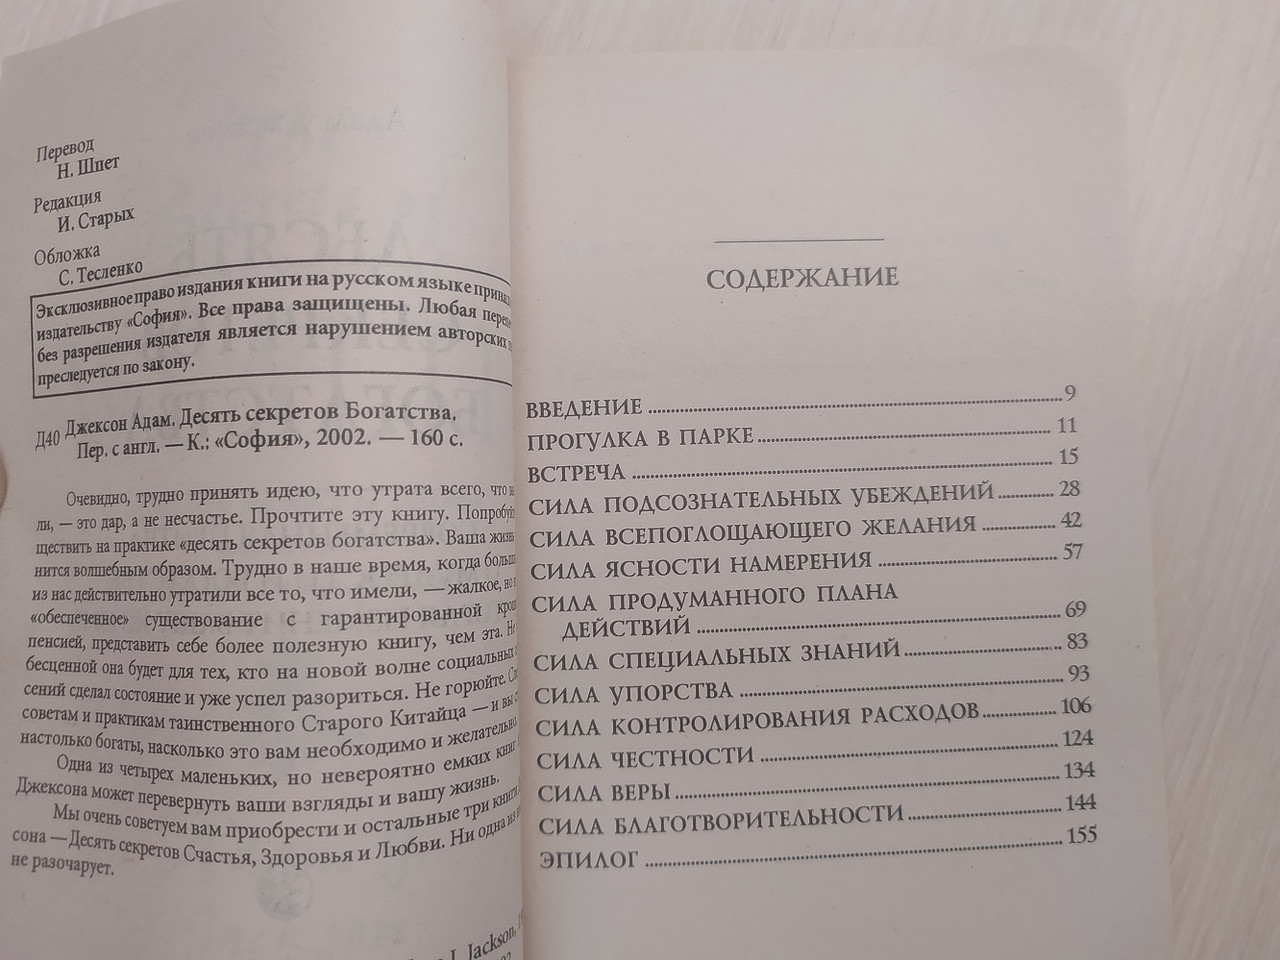 Перевод
Н. Шпет
Редакция
И. Старых
Обложка
С. Тесленко
Эксклюзивное право издания книги на русском языке
издательству «София». Все права защищены. Любая
без разрешения издателя является нарушением авторских
преследуется по закону.
Д40
Джексон Адам. Десять секретов Богатства.
Пер. с англ. — К.: «София», 2002. — 160 с.
Очевидно, трудно принять идею, что утрата всего, что
ли, — это дар, а не несчастье. Прочтите эту книгу.
ществить на практике «десять секретов богатства». Ваша
нится волшебным образом. Трудно в наше время, когда
из нас действительно утратили все то, что имели, — жалкое, но
«обеспеченное» существование с гарантированной
пенсией, представить себе более полезную книгу, чем эта.
бесценной она будет для тех, кто на новой волне социальных
сений сделал состояние и уже успел разориться. Не горюйте.
советам и практикам таинственного Старого Китайца — и вы
настолько богаты, насколько это вам необходимо и желательно.
Одна из четырех маленьких, но невероятно емких книг
Джексона может перевернуть ваши взгляды и вашу жизнь.
Мы очень советуем вам приобрести и остальные три книги
сона — Десять секретов Счастья, Здоровья и Любви. Ни одна из
не разочарует.
J. Jackson,
СОДЕРЖАНИЕ
ВВЕДЕНИЕ 9
ПРОГУЛКА В ПАРКЕ 11
ВСТРЕЧА 15
СИЛА ПОДСОЗНАТЕЛЬНЫХ УБЕЖДЕНИЙ 28
СИЛА ВСЕПОГЛОЩАЮЩЕГО ЖЕЛАНИЯ 42
СИЛА ЯСНОСТИ НАМЕРЕНИЯ 57
СИЛА ПРОДУМАННОГО ПЛАНА
ДЕЙСТВИЙ 69
СИЛА СПЕЦИАЛЬНЫХ ЗНАНИЙ 83
СИЛА УПОРСТВА 93
СИЛА КОНТРОЛИРОВАНИЯ РАСХОДОВ 106
СИЛА ЧЕСТНОСТИ 124
СИЛА ВЕРЫ 134
СИЛА БЛАГОТВОРИТЕЛЬНОСТИ 144
ЭПИЛОГ 155